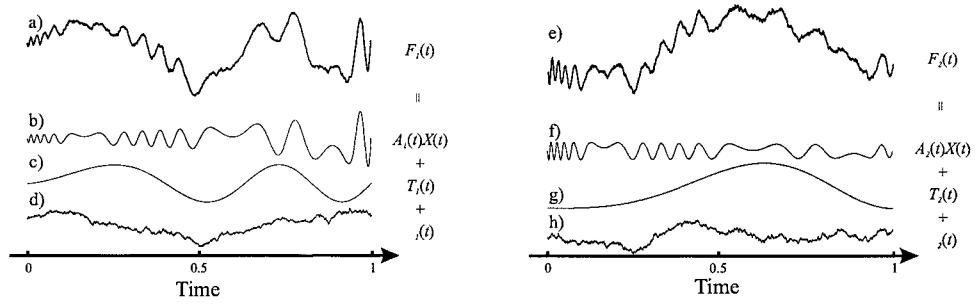 a)
F₁(t)
=
b)
A₁(t)X(t)
+
c)
T₁(t)
+
d)
₁(t)
0
0.5
1
Time
e)
F₂(t)
=
f)
A₂(t)X(t)
+
g)
T₂(t)
+
h)
₂(t)
0
0.5
1
Time